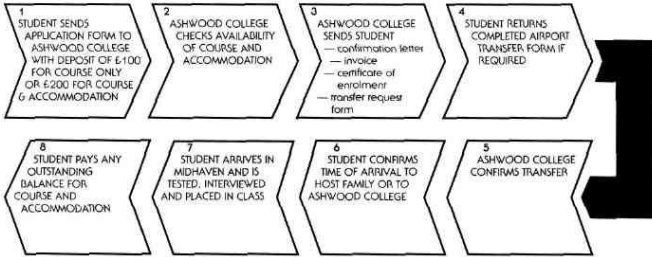 1
STUDENT SENDS
APPLICATION FORM TO
ASHWOOD COLLEGE
WITH DEPOSIT OF £100
FOR COURSE ONLY
OR £200 FOR COURSE
& ACCOMMODATION
2
ASHWOOD COLLEGE
CHECKS AVAILABILITY
OF COURSE AND
ACCOMMODATION
3
ASHWOOD COLLEGE
SENDS STUDENT
— confirmation letter
— invoice
— certificate of
enrolment
— transfer request
form
4
STUDENT RETURNS
COMPLETED AIRPORT
TRANSFER FORM IF
REQUIRED
5
ASHWOOD COLLEGE
CONFIRMS TRANSFER
6
STUDENT CONFIRMS
TIME OF ARRIVAL TO
HOST FAMILY OR TO
ASHWOOD COLLEGE
7
STUDENT ARRIVES IN
MIDHAVEN AND IS
TESTED, INTERVIEWED
AND PLACED IN CLASS
8
STUDENT PAYS ANY
OUTSTANDING
BALANCE FOR
COURSE AND
ACCOMMODATION